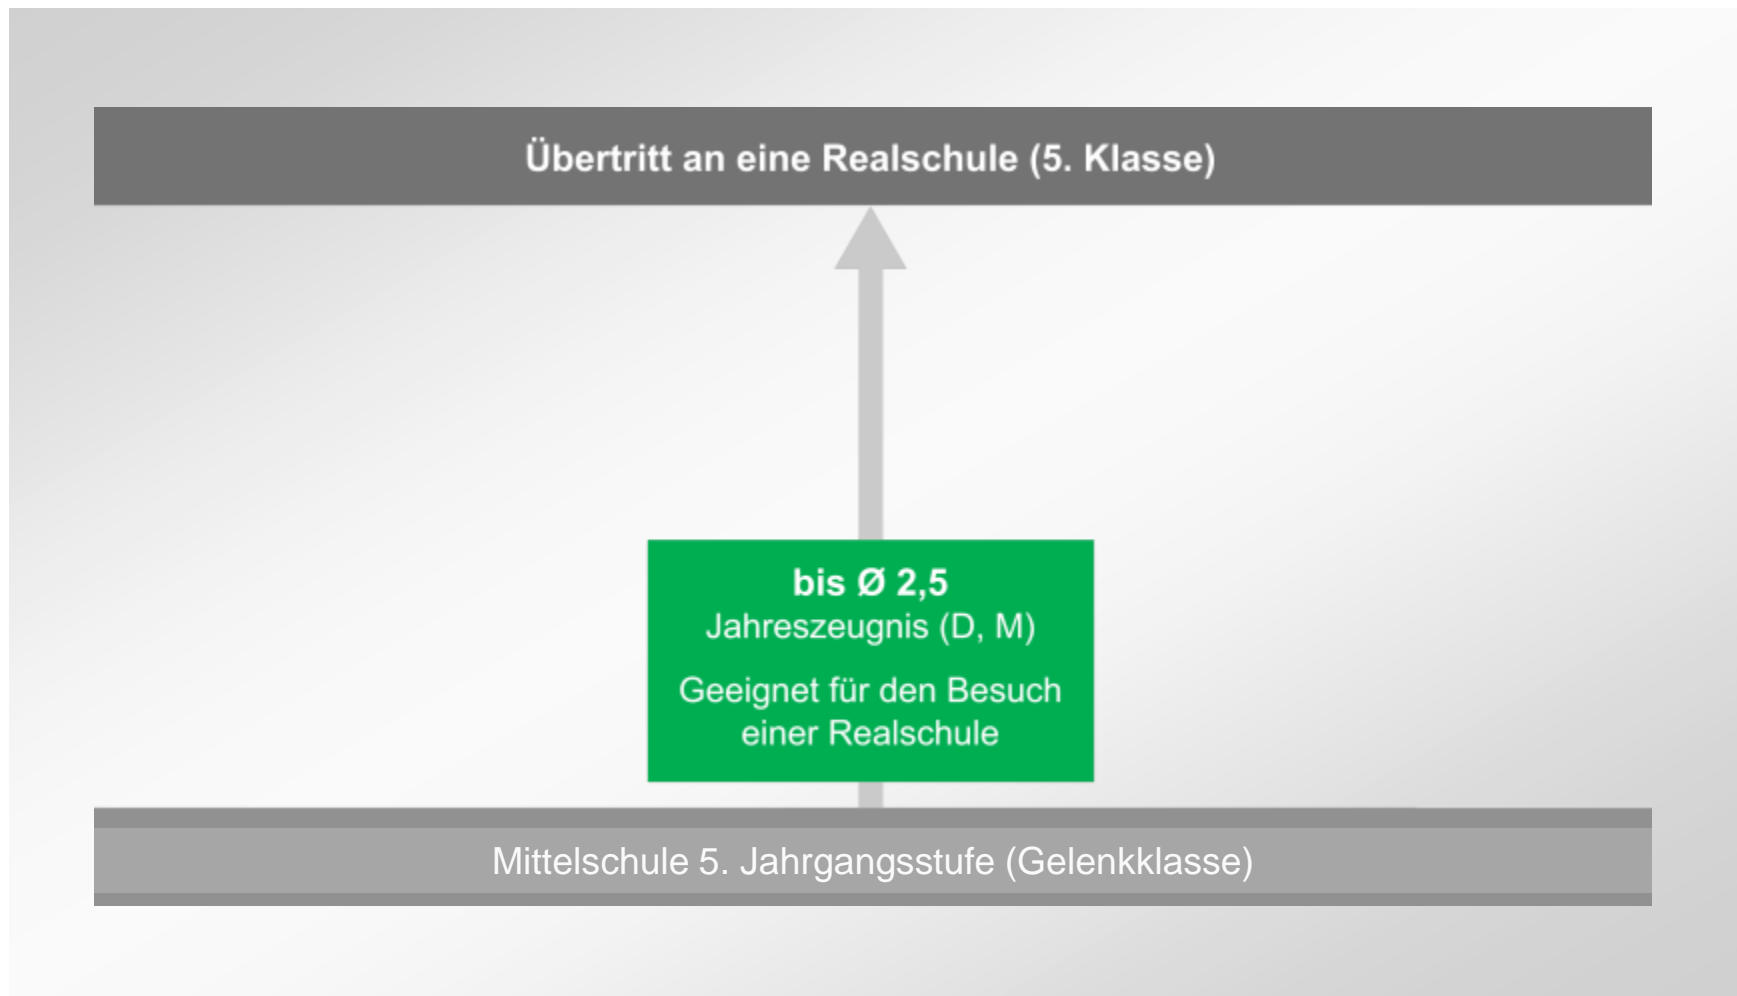 Übertritt an eine Realschule (5. Klasse)
bis Ø 2,5
Jahreszeugnis (D, M)
Geeignet für den Besuch
einer Realschule
Mittelschule 5. Jahrgangsstufe (Gelenkklasse)